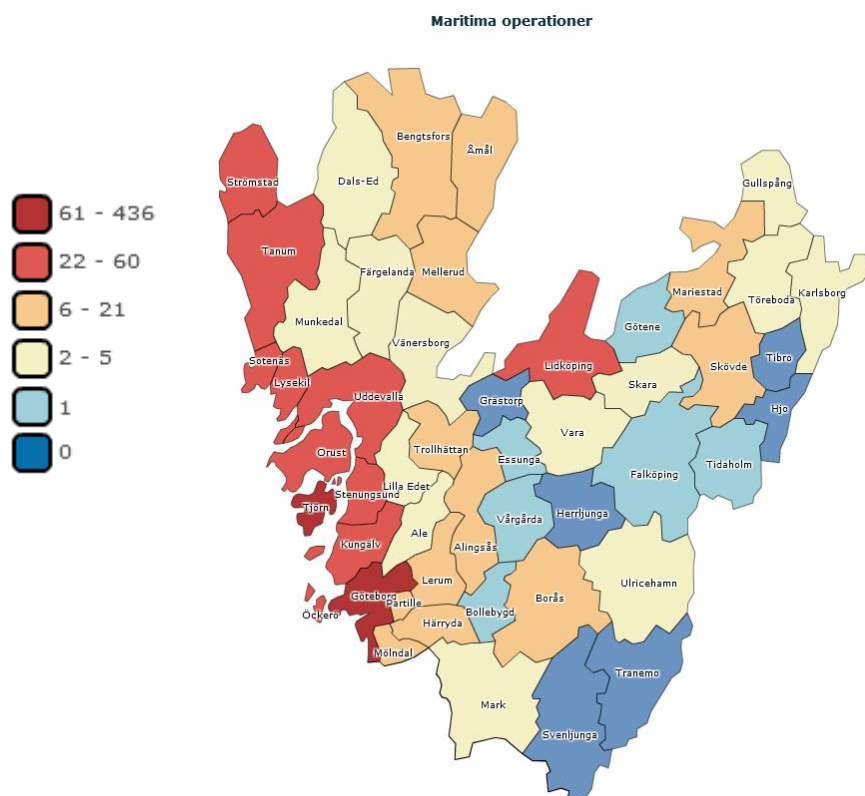 Maritima operationer
61 - 436
22 - 60
6 - 21
2 - 5
1
0
Bengtsfors
Åmål
Dals-Ed
Strömstad
Gullspång
Tanum
Färgelanda
Mellerud
Mariestad
Töreboda
Karlsborg
Munkedal
Götene
Vänersborg
Sotenäs
Lidköping
Skövde
Tibro
Lysekil
Skara
Uddevalla
Grästorp
Hjo
Vara
Trollhättan
Orust
Essunga
Tidaholm
Falköping
Lilla Edet
Stenungsund
Tjörn
Vårgårda
Herrljunga
Ale
Kungälv
Alingsås
Lerum
Ulricehamn
Göteborg
Borås
Partille
Bollebygd
Öckerö
Härryda
Mölndal
Tranemo
Mark
Svenljunga